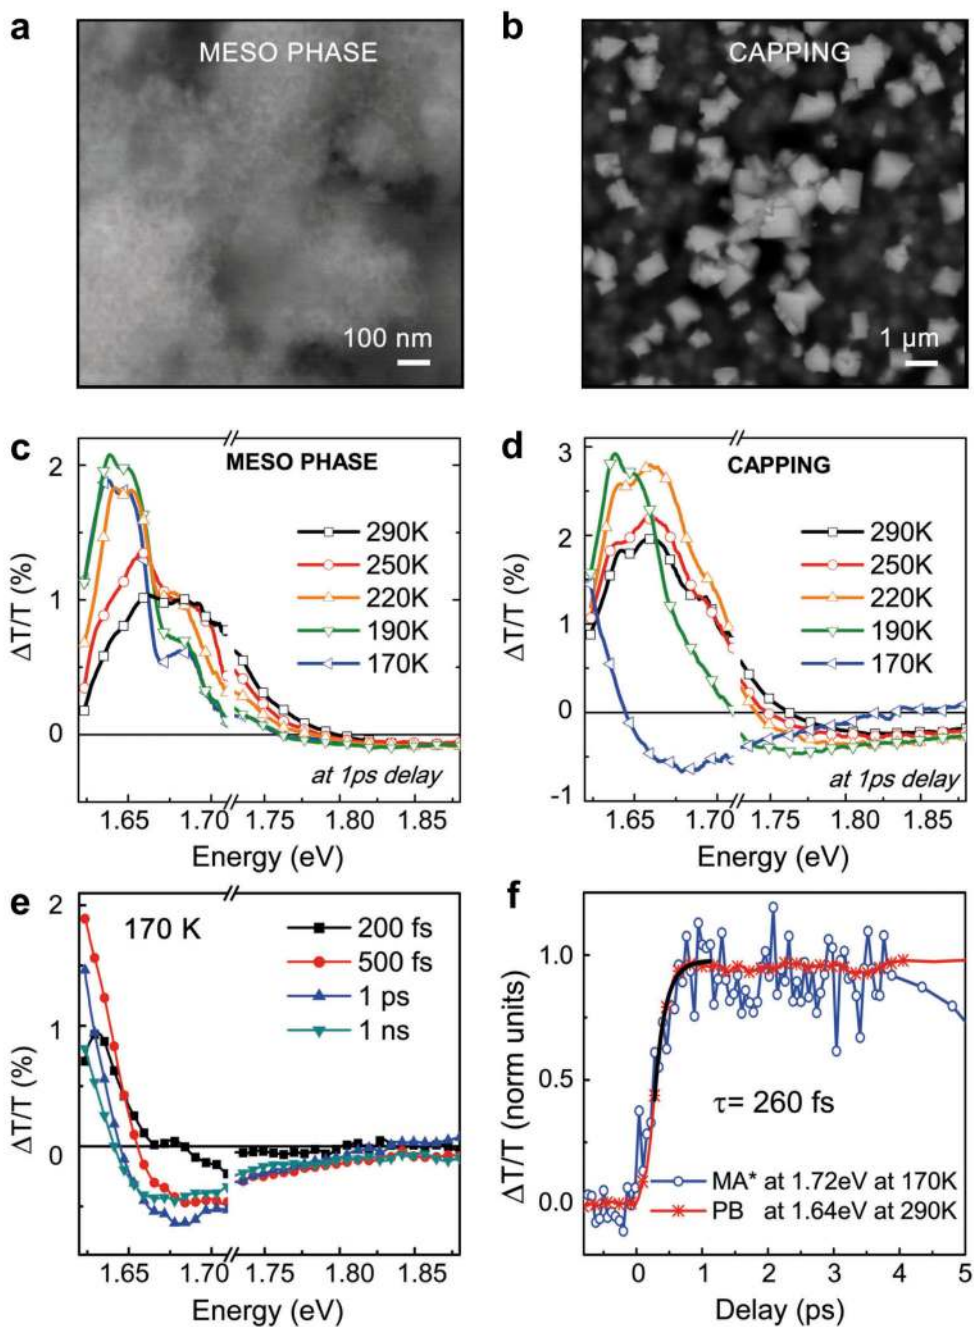 a
MESO PHASE
100 nm
b
CAPPING
1 µm
c
MESO PHASE
2
1
0
ΔT/T (%)
290K
250K
220K
190K
170K
at 1ps delay
1.65 1.70 1.75 1.80 1.85
Energy (eV)
d
CAPPING
3
2
1
0
-1
ΔT/T (%)
290K
250K
220K
190K
170K
at 1ps delay
1.65 1.70 1.75 1.80 1.85
Energy (eV)
e
170 K
2
1
0
ΔT/T (%)
200 fs
500 fs
1 ps
1 ns
1.65 1.70 1.75 1.80 1.85
Energy (eV)
f
1.0
0.5
0.0
ΔT/T (norm units)
τ= 260 fs
MA* at 1.72eV at 170K
PB at 1.64eV at 290K
0 1 2 3 4 5
Delay (ps)